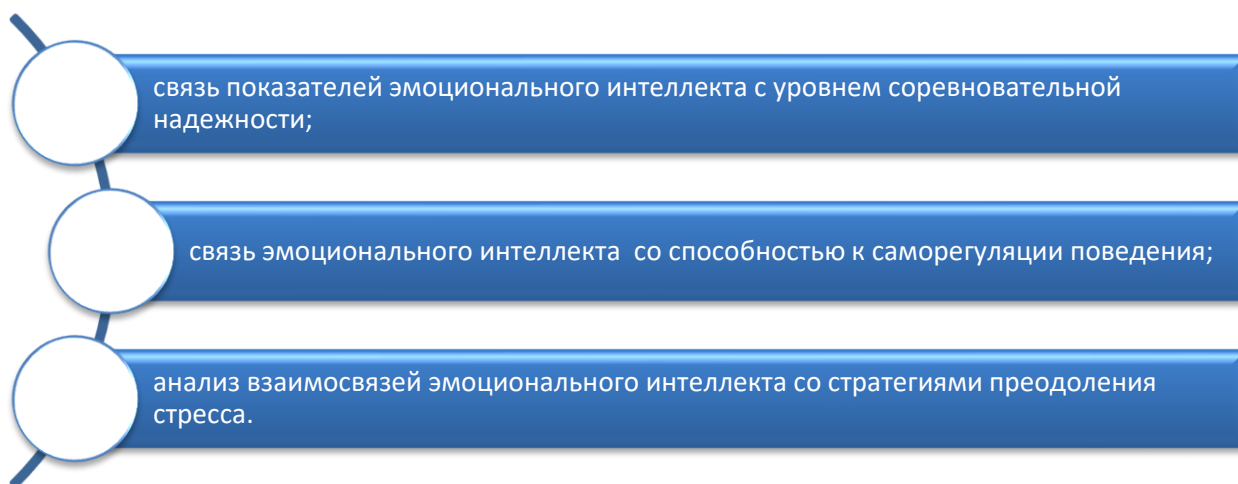 связь показателей эмоционального интеллекта с уровнем соревновательной
надежности;
связь эмоционального интеллекта  со способностью к саморегуляции поведения;
анализ взаимосвязей эмоционального интеллекта со стратегиями преодоления
стресса.